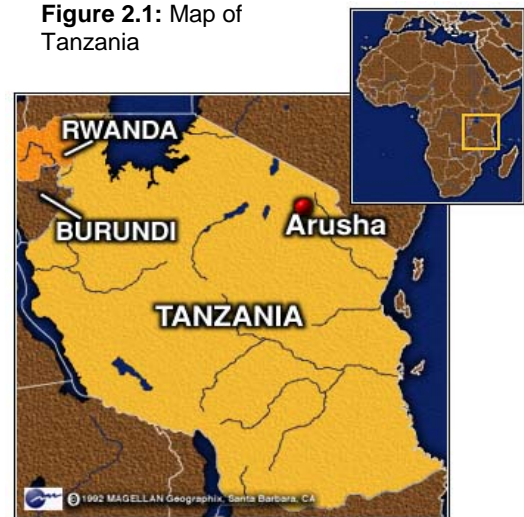 Figure 2.1: Map of
Tanzania
RWANDA
BURUNDI
Arusha
TANZANIA
©1992 MAGELLAN Geographix, Santa Barbara, CA